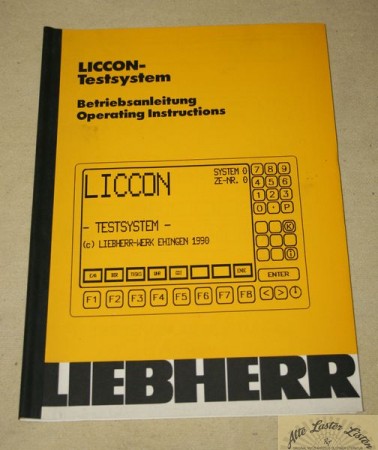 LICCON-
Testsystem
Betriebsanleitung
Operating Instructions
LICCON
SYSTEM 0
ZE-NR. 0
- TESTSYSTEM -
(c) LIEBHERR-WERK EHINGEN 1990
7 8 9
4 5 6
1 2 3
0 . P
ENTER
F1 F2 F3 F4 F5 F6 F7 F8 < >
LIEBHERR
Alte Laster Listen